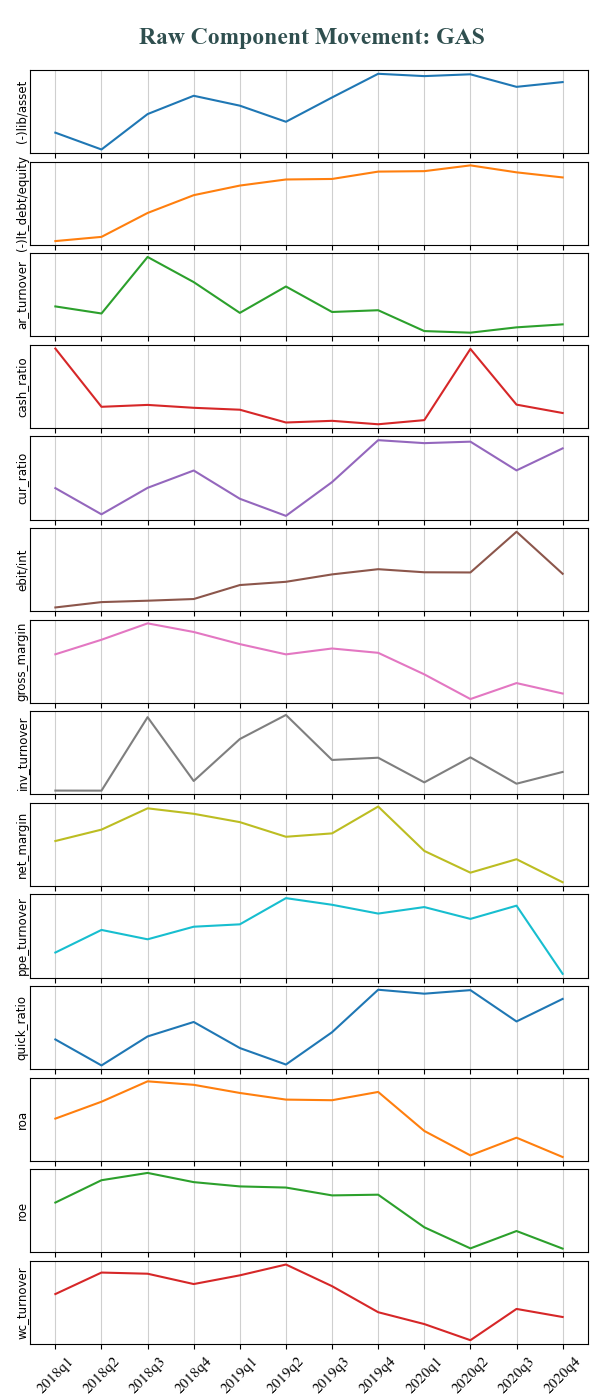 Raw Component Movement: GAS
(-)lib/asset
(-)lt_debt/equity
ar_turnover
cash_ratio
cur_ratio
ebit/int
gross_margin
inv_turnover
net_margin
ppe_turnover
quick_ratio
roa
roe
wc_turnover
2018q1 2018q2 2018q3 2018q4 2019q1 2019q2 2019q3 2019q4 2020q1 2020q2 2020q3 2020q4